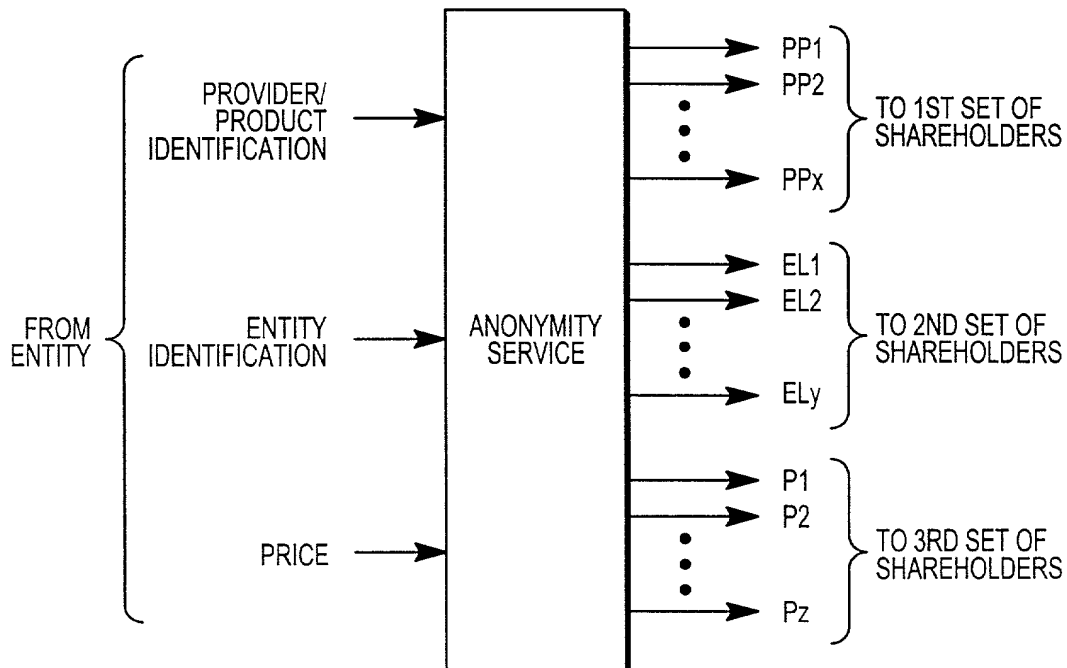 FROM
ENTITY
PROVIDER/
PRODUCT
IDENTIFICATION
ENTITY
IDENTIFICATION
PRICE
ANONYMITY
SERVICE
PP1
PP2
PPx
TO 1ST SET OF
SHAREHOLDERS
EL1
EL2
ELy
TO 2ND SET OF
SHAREHOLDERS
P1
P2
Pz
TO 3RD SET OF
SHAREHOLDERS